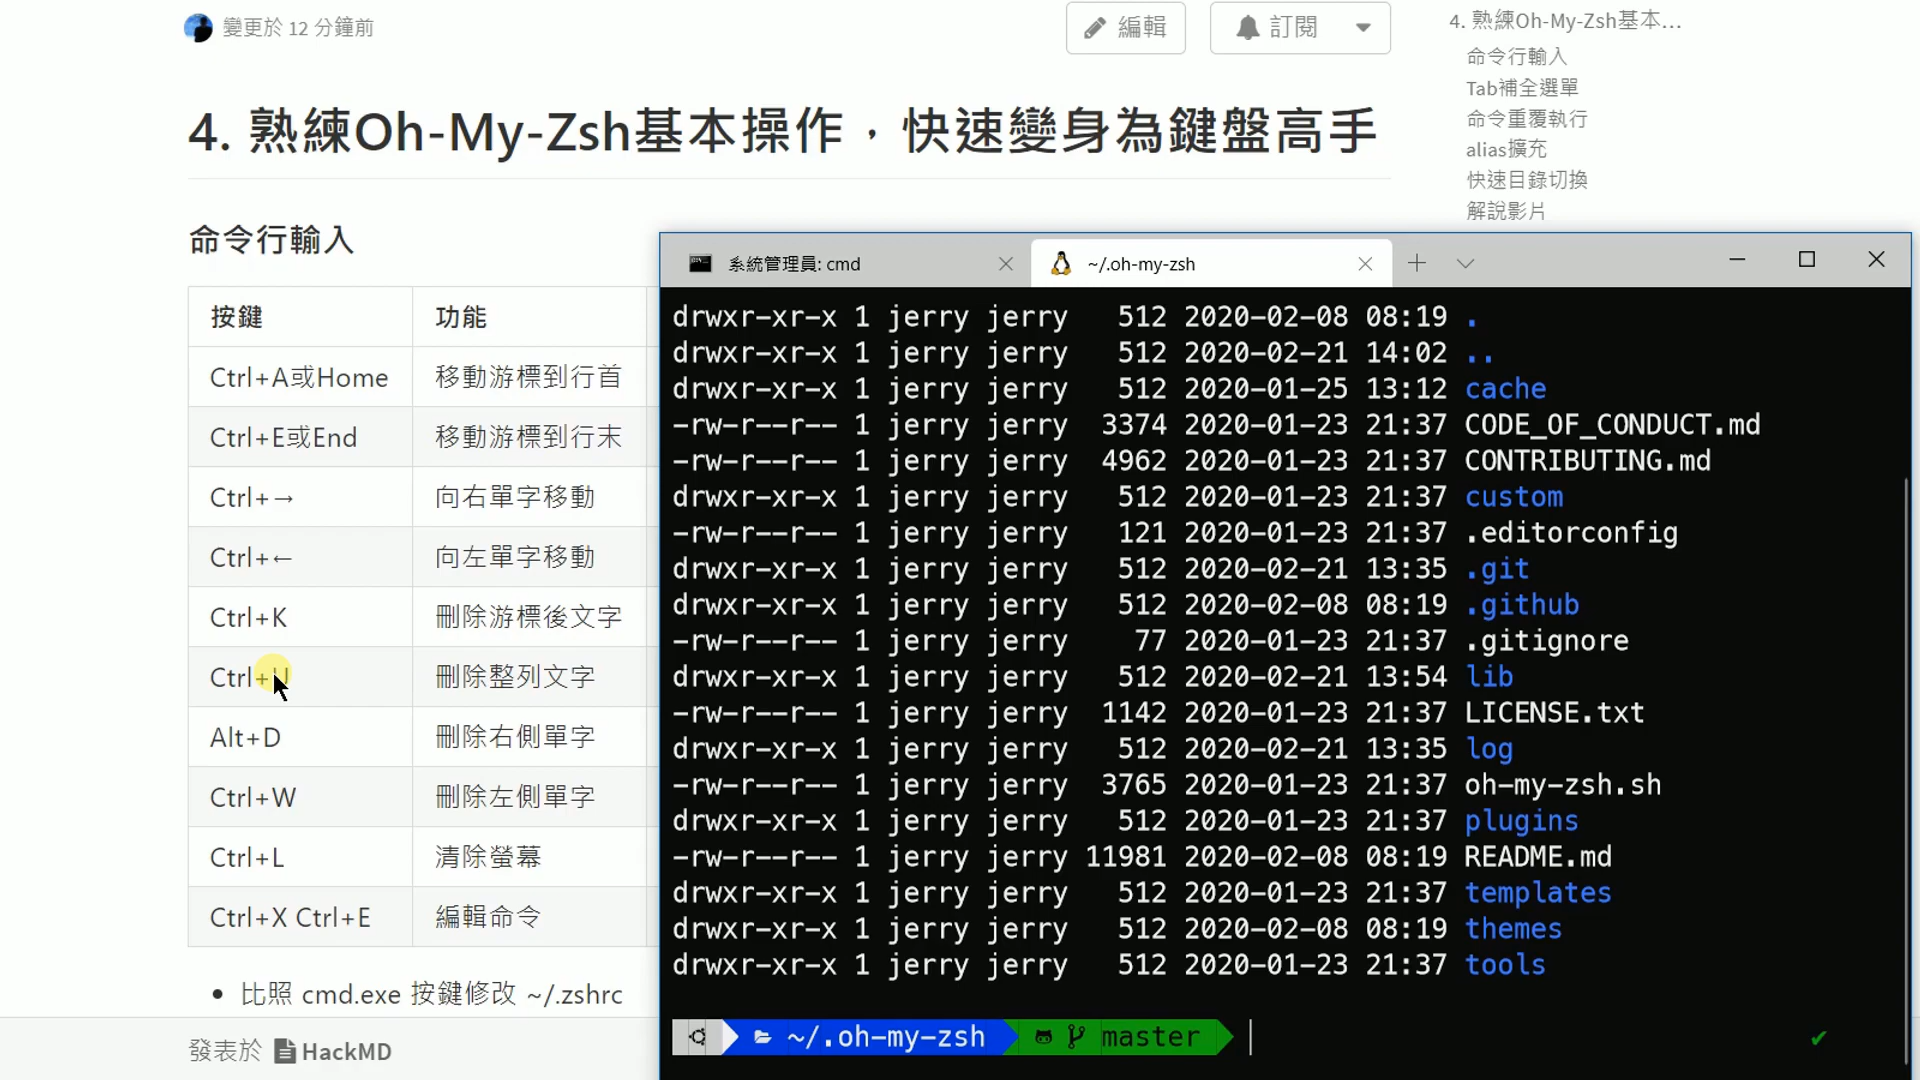 變更於 12 分鐘前
編輯
訂閱
4. 熟練Oh-My-Zsh基本操作，快速變身為鍵盤高手
命令行輸入
按鍵 功能
Ctrl+A或Home 移動游標到行首
Ctrl+E或End 移動游標到行末
Ctrl+→ 向右單字移動
Ctrl+← 向左單字移動
Ctrl+K 刪除游標後文字
Ctrl+U 刪除整列文字
Alt+D 刪除右側單字
Ctrl+W 刪除左側單字
Ctrl+L 清除螢幕
Ctrl+X Ctrl+E 編輯命令
比照 cmd.exe 按鍵修改 ~/.zshrc
發表於 HackMD
4. 熟練Oh-My-Zsh基本…
命令行輸入
Tab補全選單
命令重覆執行
alias擴充
快速目錄切換
解說影片
系統管理員: cmd
~/.oh-my-zsh
drwxr-xr-x 1 jerry jerry 512 2020-02-08 08:19 .
drwxr-xr-x 1 jerry jerry 512 2020-02-21 14:02 ..
drwxr-xr-x 1 jerry jerry 512 2020-01-25 13:12 cache
-rw-r--r-- 1 jerry jerry 3374 2020-01-23 21:37 CODE_OF_CONDUCT.md
-rw-r--r-- 1 jerry jerry 4962 2020-01-23 21:37 CONTRIBUTING.md
drwxr-xr-x 1 jerry jerry 512 2020-01-23 21:37 custom
-rw-r--r-- 1 jerry jerry 121 2020-01-23 21:37 .editorconfig
drwxr-xr-x 1 jerry jerry 512 2020-02-21 13:35 .git
drwxr-xr-x 1 jerry jerry 512 2020-02-08 08:19 .github
-rw-r--r-- 1 jerry jerry 77 2020-01-23 21:37 .gitignore
drwxr-xr-x 1 jerry jerry 512 2020-02-21 13:54 lib
-rw-r--r-- 1 jerry jerry 1142 2020-01-23 21:37 LICENSE.txt
drwxr-xr-x 1 jerry jerry 512 2020-02-21 13:35 log
-rw-r--r-- 1 jerry jerry 3765 2020-01-23 21:37 oh-my-zsh.sh
drwxr-xr-x 1 jerry jerry 512 2020-01-23 21:37 plugins
-rw-r--r-- 1 jerry jerry 11981 2020-02-08 08:19 README.md
drwxr-xr-x 1 jerry jerry 512 2020-01-23 21:37 templates
drwxr-xr-x 1 jerry jerry 512 2020-02-08 08:19 themes
drwxr-xr-x 1 jerry jerry 512 2020-01-23 21:37 tools
~/.oh-my-zsh master ✔